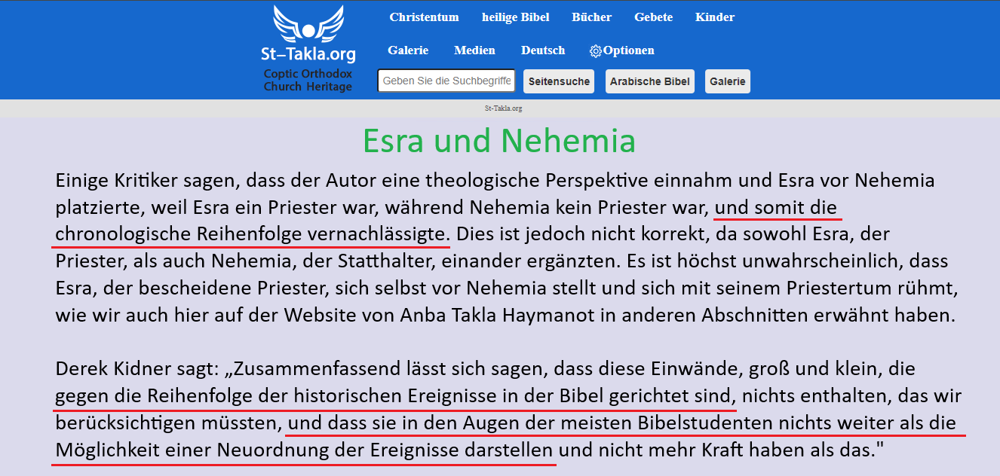 Christentum heilige Bibel Bücher Gebete Kinder
St-Takla.org
Coptic Orthodox
Church Heritage
Galerie Medien Deutsch Optionen
Geben Sie die Suchbegriffe Seitensuche Arabische Bibel Galerie
St-Takla.org
Esra und Nehemia
Einige Kritiker sagen, dass der Autor eine theologische Perspektive einnahm und Esra vor Nehemia
platzierte, weil Esra ein Priester war, während Nehemia kein Priester war, und somit die
chronologische Reihenfolge vernachlässigte. Dies ist jedoch nicht korrekt, da sowohl Esra, der
Priester, als auch Nehemia, der Statthalter, einander ergänzten. Es ist höchst unwahrscheinlich, dass
Esra, der bescheidene Priester, sich selbst vor Nehemia stellt und sich mit seinem Priestertum rühmt,
wie wir auch hier auf der Website von Anba Takla Haymanot in anderen Abschnitten erwähnt haben.
Derek Kidner sagt: „Zusammenfassend lässt sich sagen, dass diese Einwände, groß und klein, die
gegen die Reihenfolge der historischen Ereignisse in der Bibel gerichtet sind, nichts enthalten, das wir
berücksichtigen müssten, und dass sie in den Augen der meisten Bibelstudenten nichts weiter als die
Möglichkeit einer Neuordnung der Ereignisse darstellen und nicht mehr Kraft haben als das."